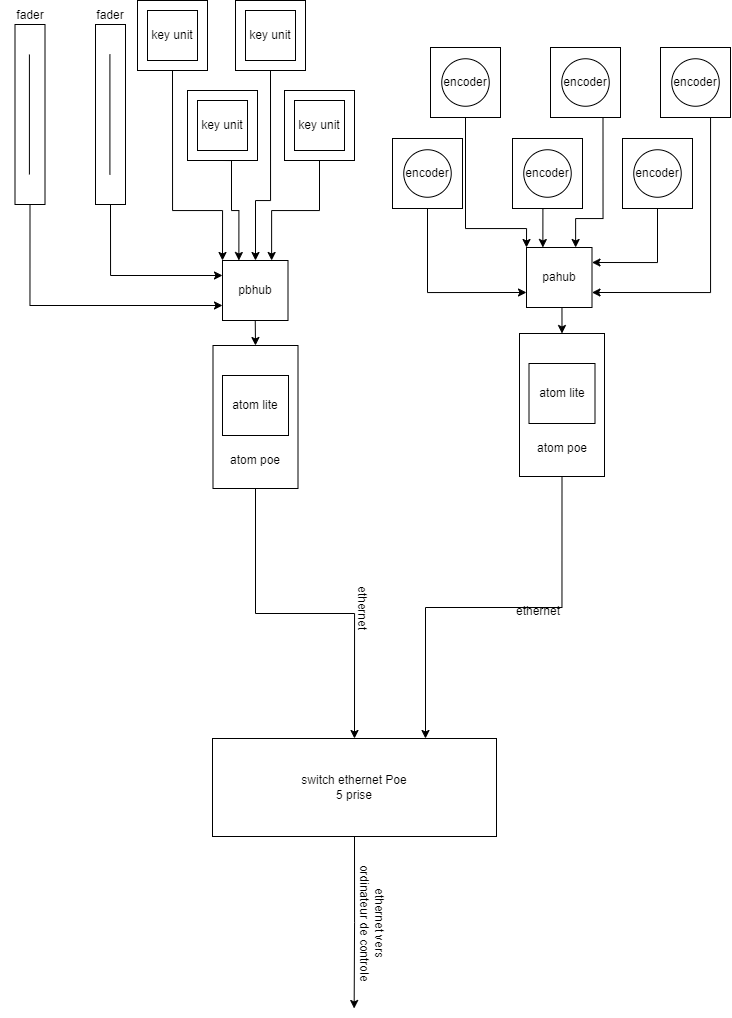 fader
fader
key unit
key unit
key unit
key unit
encoder
encoder
encoder
encoder
encoder
encoder
pbhub
pahub
atom lite
atom poe
atom lite
atom poe
ethernet
ethernet
switch ethernet Poe
5 prise
ethernet vers
ordinateur de controle